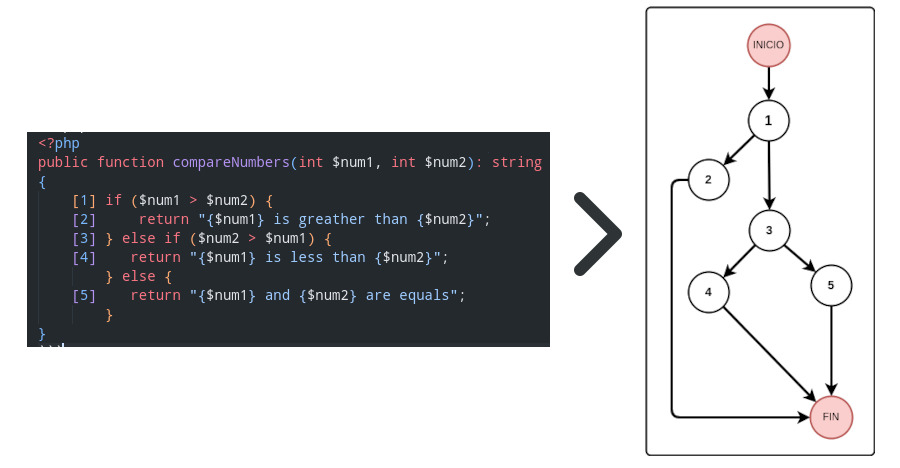 <?php
public function compareNumbers(int $num1, int $num2): string
{
[1] if ($num1 > $num2) {
[2] return "{$num1} is greather than {$num2}";
[3] } else if ($num2 > $num1) {
[4] return "{$num1} is less than {$num2}";
} else {
[5] return "{$num1} and {$num2} are equals";
}
}
INICIO
1
2
3
4
5
FIN